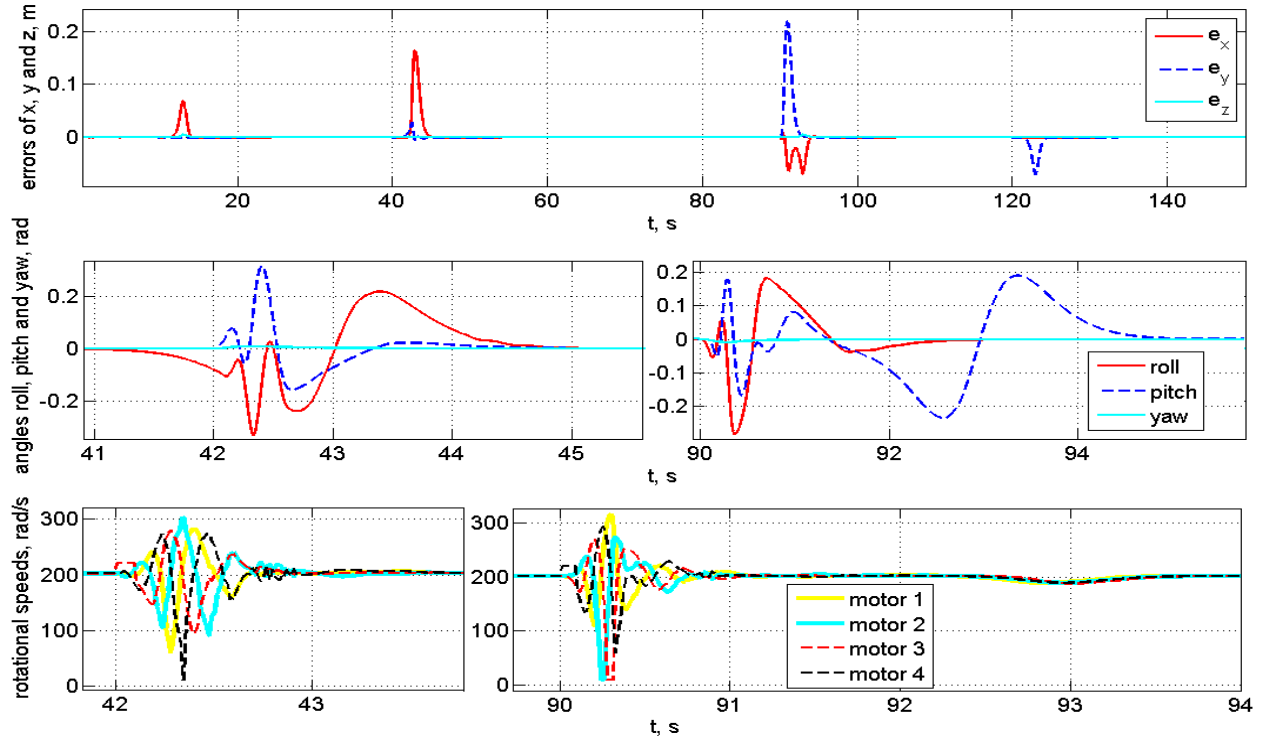 errors of x, y and z, m
0.2
0.1
0
20
40
60
80
100
120
140
t, s
e_x
e_y
e_z
angles roll, pitch and yaw, rad
0.2
0
-0.2
41
42
43
44
45
t, s
0.2
0.1
0
-0.1
-0.2
90
92
94
t, s
roll
pitch
yaw
rotational speeds, rad/s
300
200
100
0
42
43
300
200
100
0
90
91
92
93
94
t, s
motor 1
motor 2
motor 3
motor 4